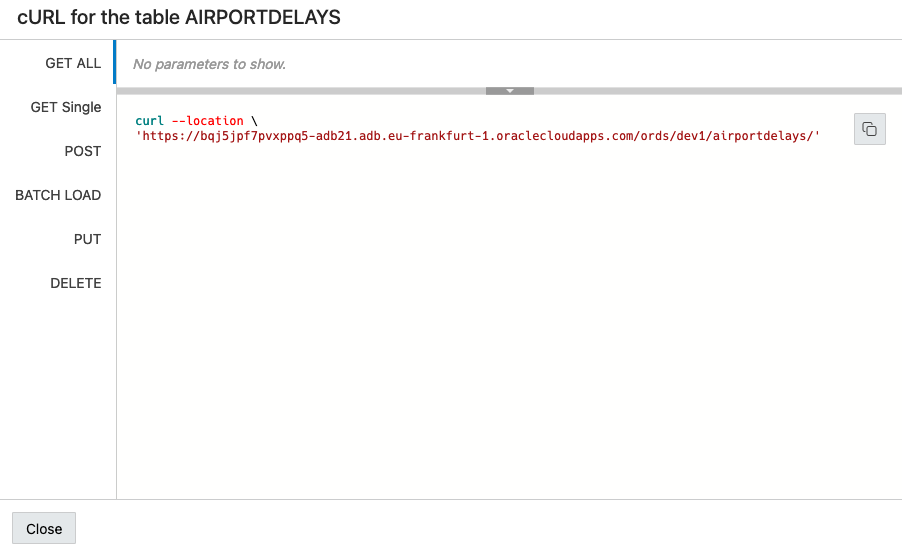 cURL for the table AIRPORTDELAYS
GET ALL
No parameters to show.
GET Single
POST
BATCH LOAD
PUT
DELETE
curl --location \
'https://bqj5jpf7pvxppq5-adb21.adb.eu-frankfurt-1.oraclecloudapps.com/ords/dev1/airportdelays/'
Close